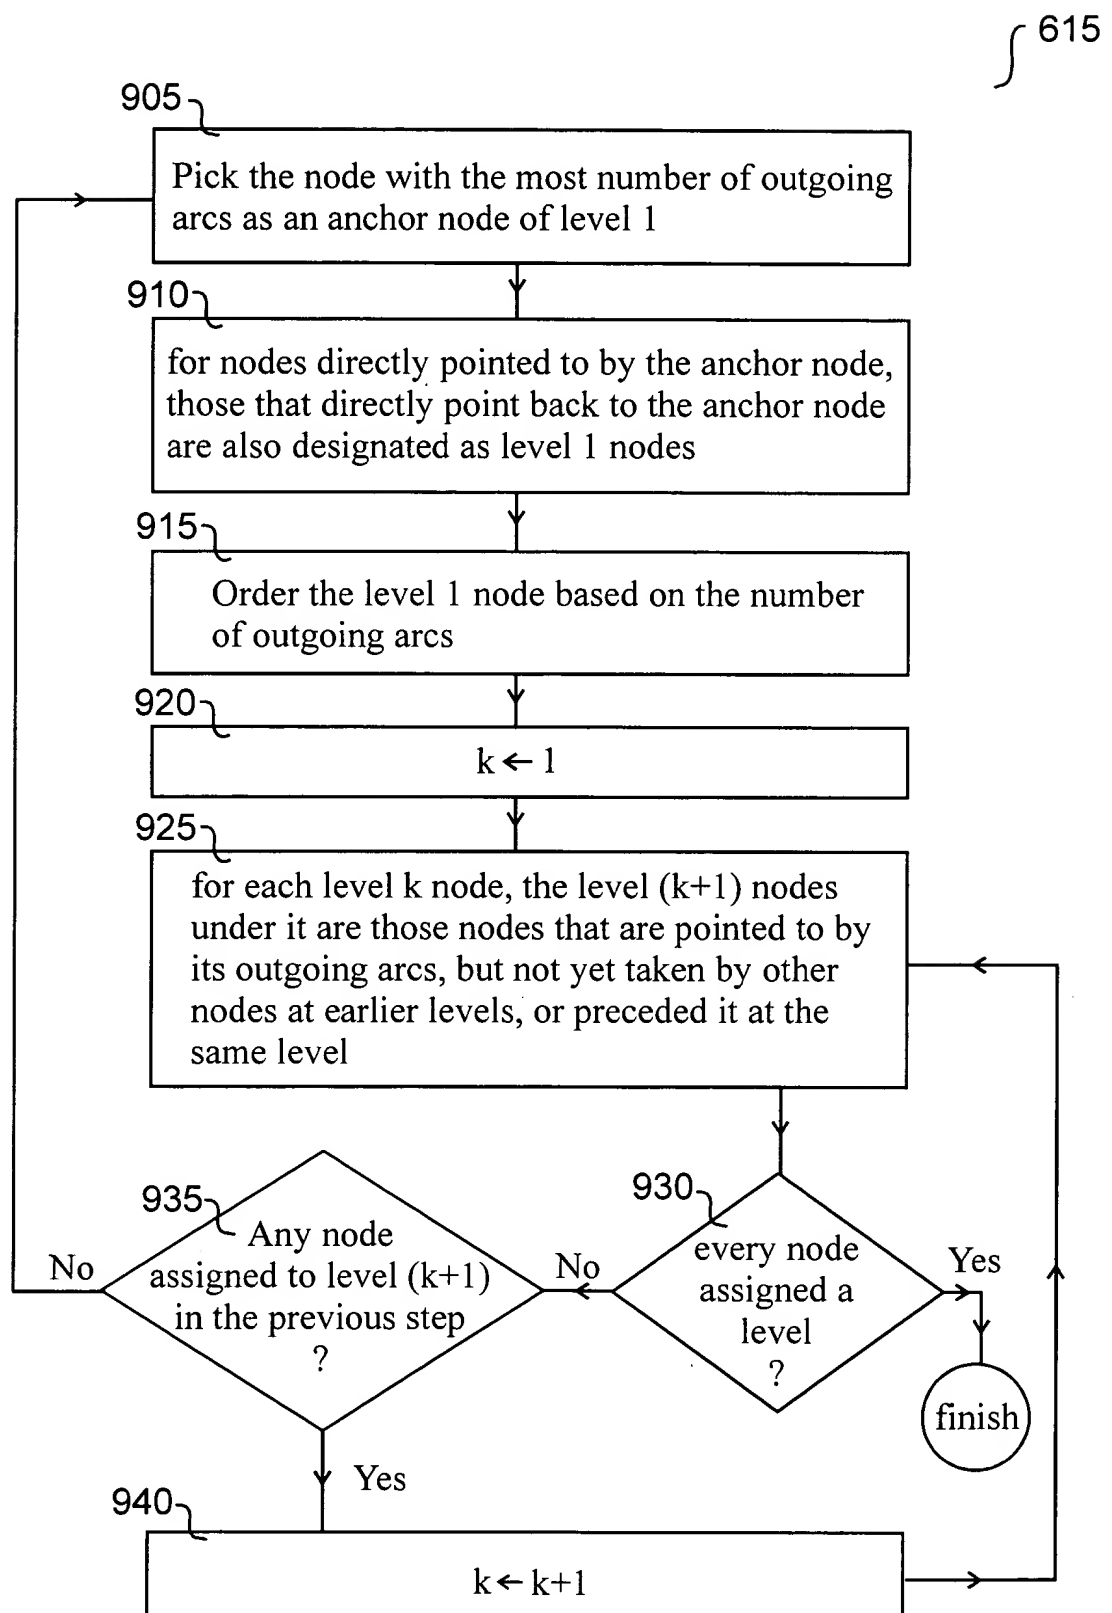 615
905
Pick the node with the most number of outgoing
arcs as an anchor node of level 1
910
for nodes directly pointed to by the anchor node,
those that directly point back to the anchor node
are also designated as level 1 nodes
915
Order the level 1 node based on the number
of outgoing arcs
920
k ← 1
925
for each level k node, the level (k+1) nodes
under it are those nodes that are pointed to by
its outgoing arcs, but not yet taken by other
nodes at earlier levels, or preceded it at the
same level
930
every node
assigned a
level
?
Yes
finish
No
935
Any node
assigned to level (k+1)
in the previous step
?
No
Yes
940
k ← k+1